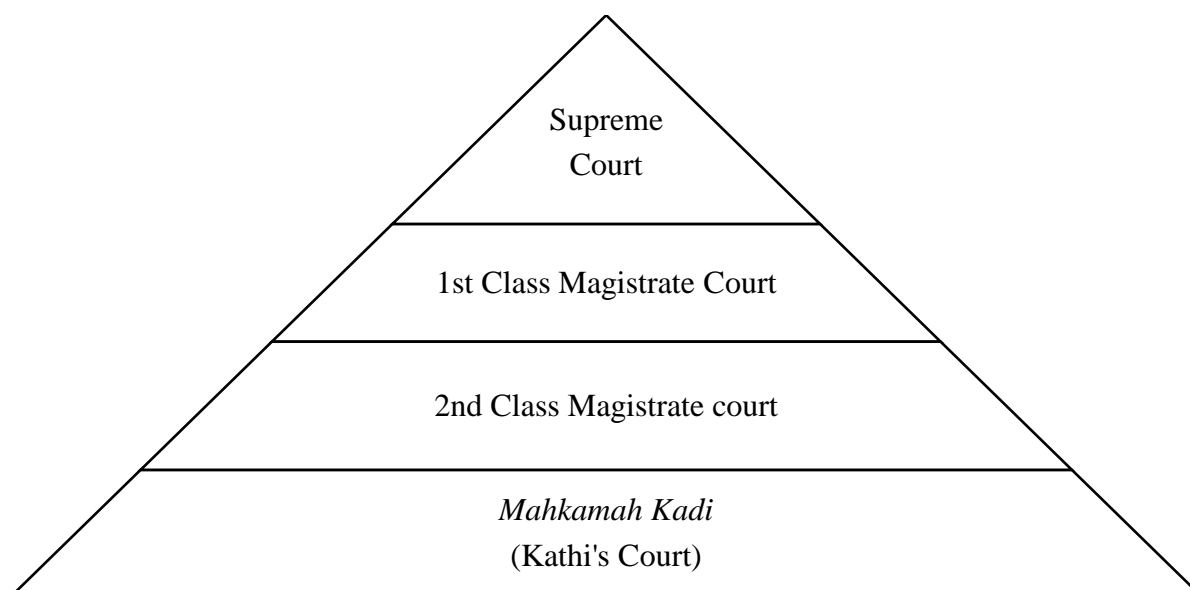 Supreme
Court
1st Class Magistrate Court
2nd Class Magistrate court
Mahkamah Kadi
(Kathi's Court)